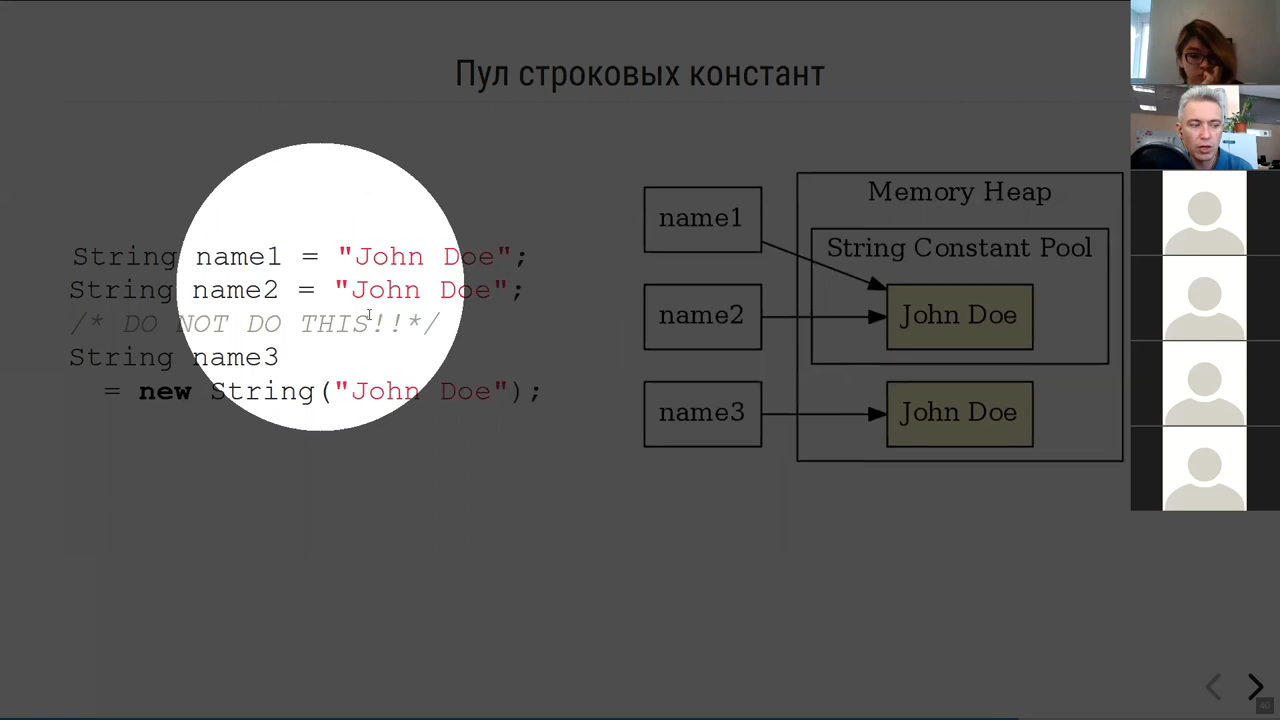 Пул строковых констант
String name1 = "John Doe";
String name2 = "John Doe";
/* DO NOT DO THIS!!*/
String name3
= new String("John Doe");
Memory Heap
String Constant Pool
name1
John Doe
name2
name3
John Doe
40